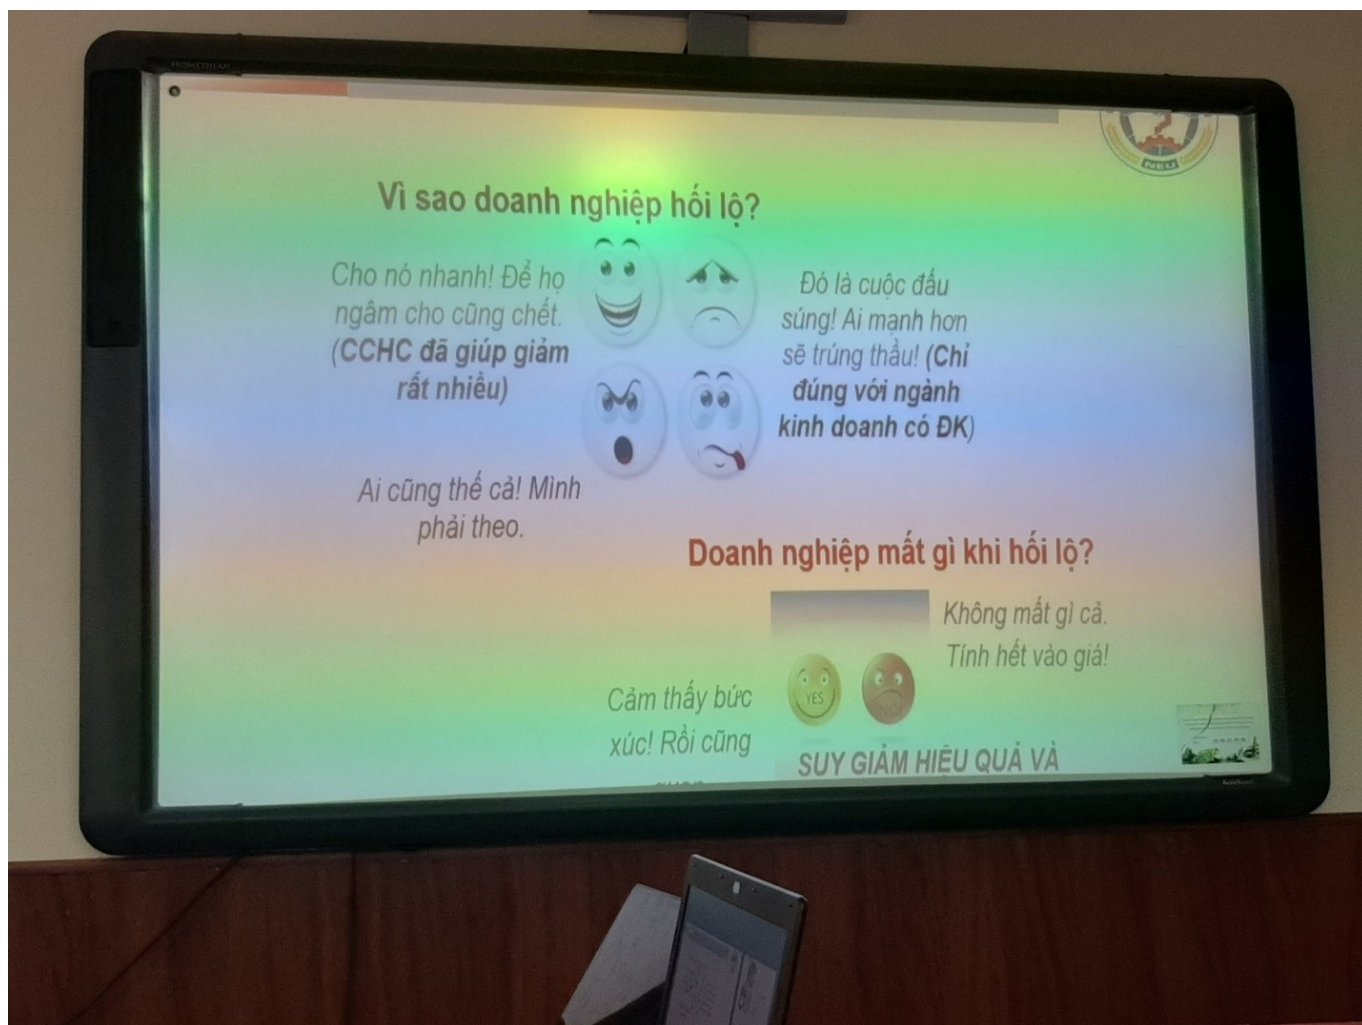 PROMETHEAN
NEU
Vì sao doanh nghiệp hối lộ?
Cho nó nhanh! Để họ
ngâm cho cũng chết.
(CCHC đã giúp giảm
rất nhiều)
Đó là cuộc đấu
súng! Ai mạnh hơn
sẽ trúng thầu! (Chỉ
đúng với ngành
kinh doanh có ĐK)
Ai cũng thế cả! Mình
phải theo.
Doanh nghiệp mất gì khi hối lộ?
Không mất gì cả.
Tính hết vào giá!
YES
NO
Cảm thấy bức
xúc! Rồi cũng
SUY GIẢM HIỆU QUẢ VÀ